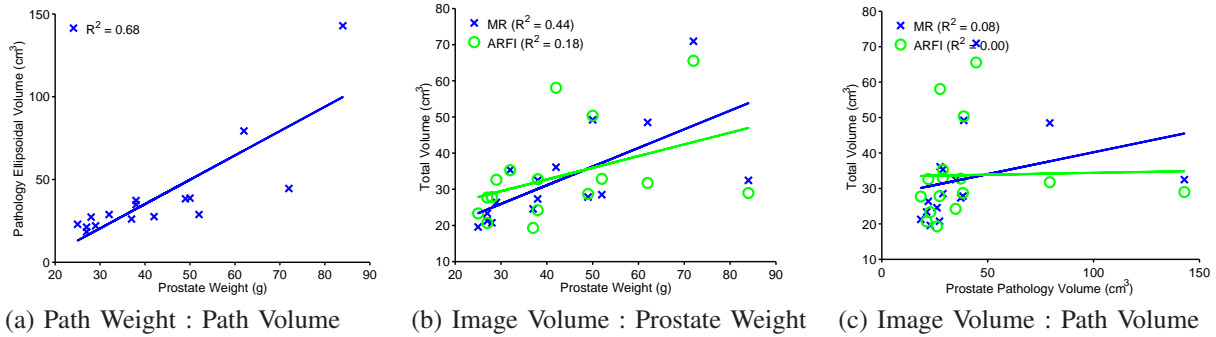 150
100
50
0
20 30 40 50 60 70 80 90
Prostate Weight (g)
Pathology Ellipsoidal Volume (cm³)
R² = 0.68
(a) Path Weight : Path Volume
80
70
60
50
40
30
20
10
20 30 40 50 60 70 80 90
Prostate Weight (g)
Total Volume (cm³)
MR (R² = 0.44)
ARFI (R² = 0.18)
(b) Image Volume : Prostate Weight
80
70
60
50
40
30
20
10
0 50 100 150
Prostate Pathology Volume (cm³)
Total Volume (cm³)
MR (R² = 0.08)
ARFI (R² = 0.00)
(c) Image Volume : Path Volume